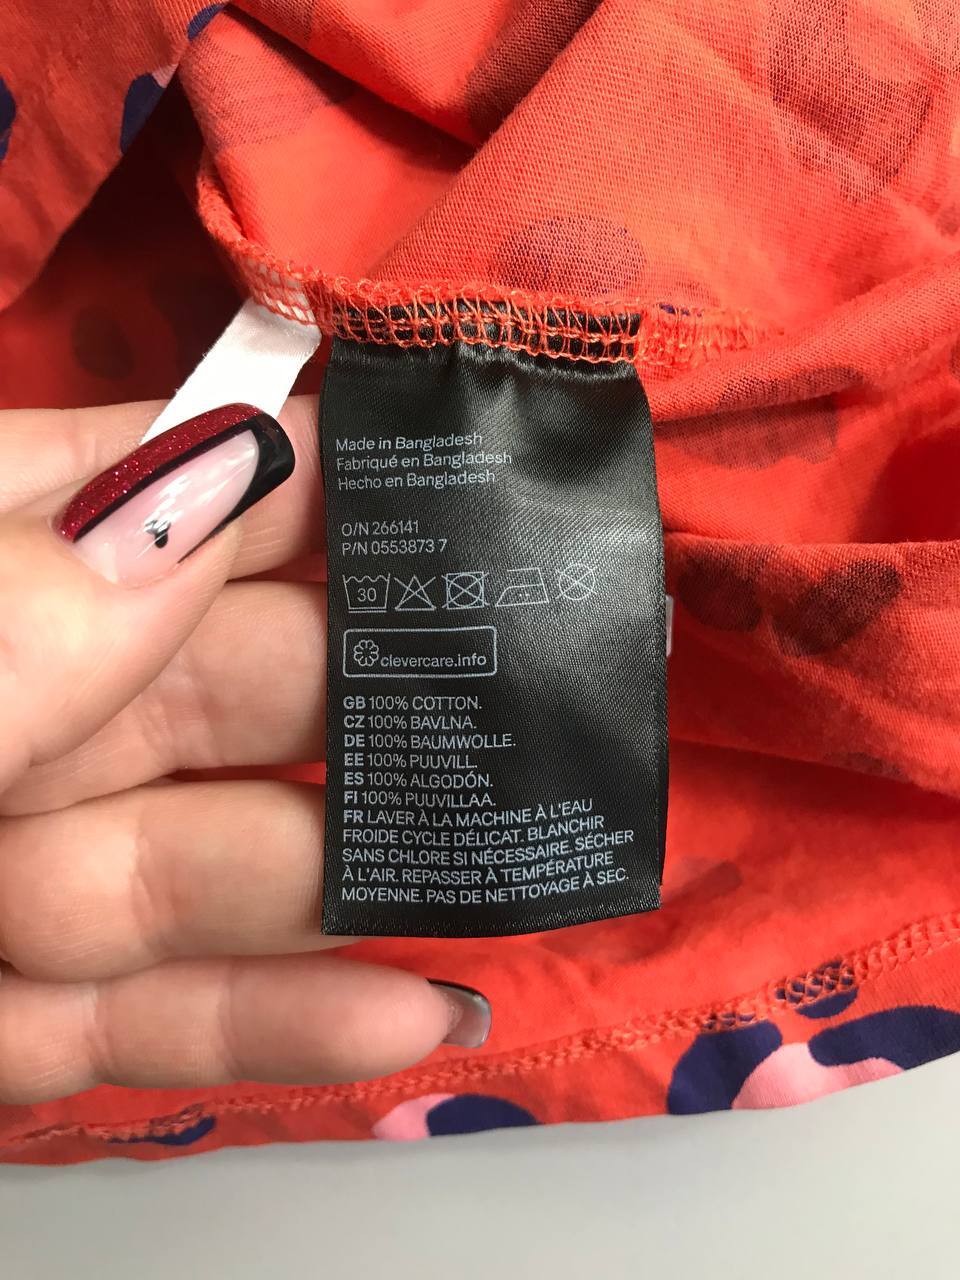 Made in Bangladesh
Fabriqué en Bangladesh
Hecho en Bangladesh
O/N 266141
P/N 0553873 7
30
clevercare.info
GB 100% COTTON.
CZ 100% BAVLNA.
DE 100% BAUMWOLLE.
EE 100% PUUVILL.
ES 100% ALGODÓN.
FI 100% PUUVILLAA.
FR LAVER À LA MACHINE À L'EAU
FROIDE CYCLE DÉLICAT. BLANCHIR
SANS CHLORE SI NÉCESSAIRE. SÉCHER
À L'AIR. REPASSER À TEMPÉRATURE
MOYENNE. PAS DE NETTOYAGE À SEC.